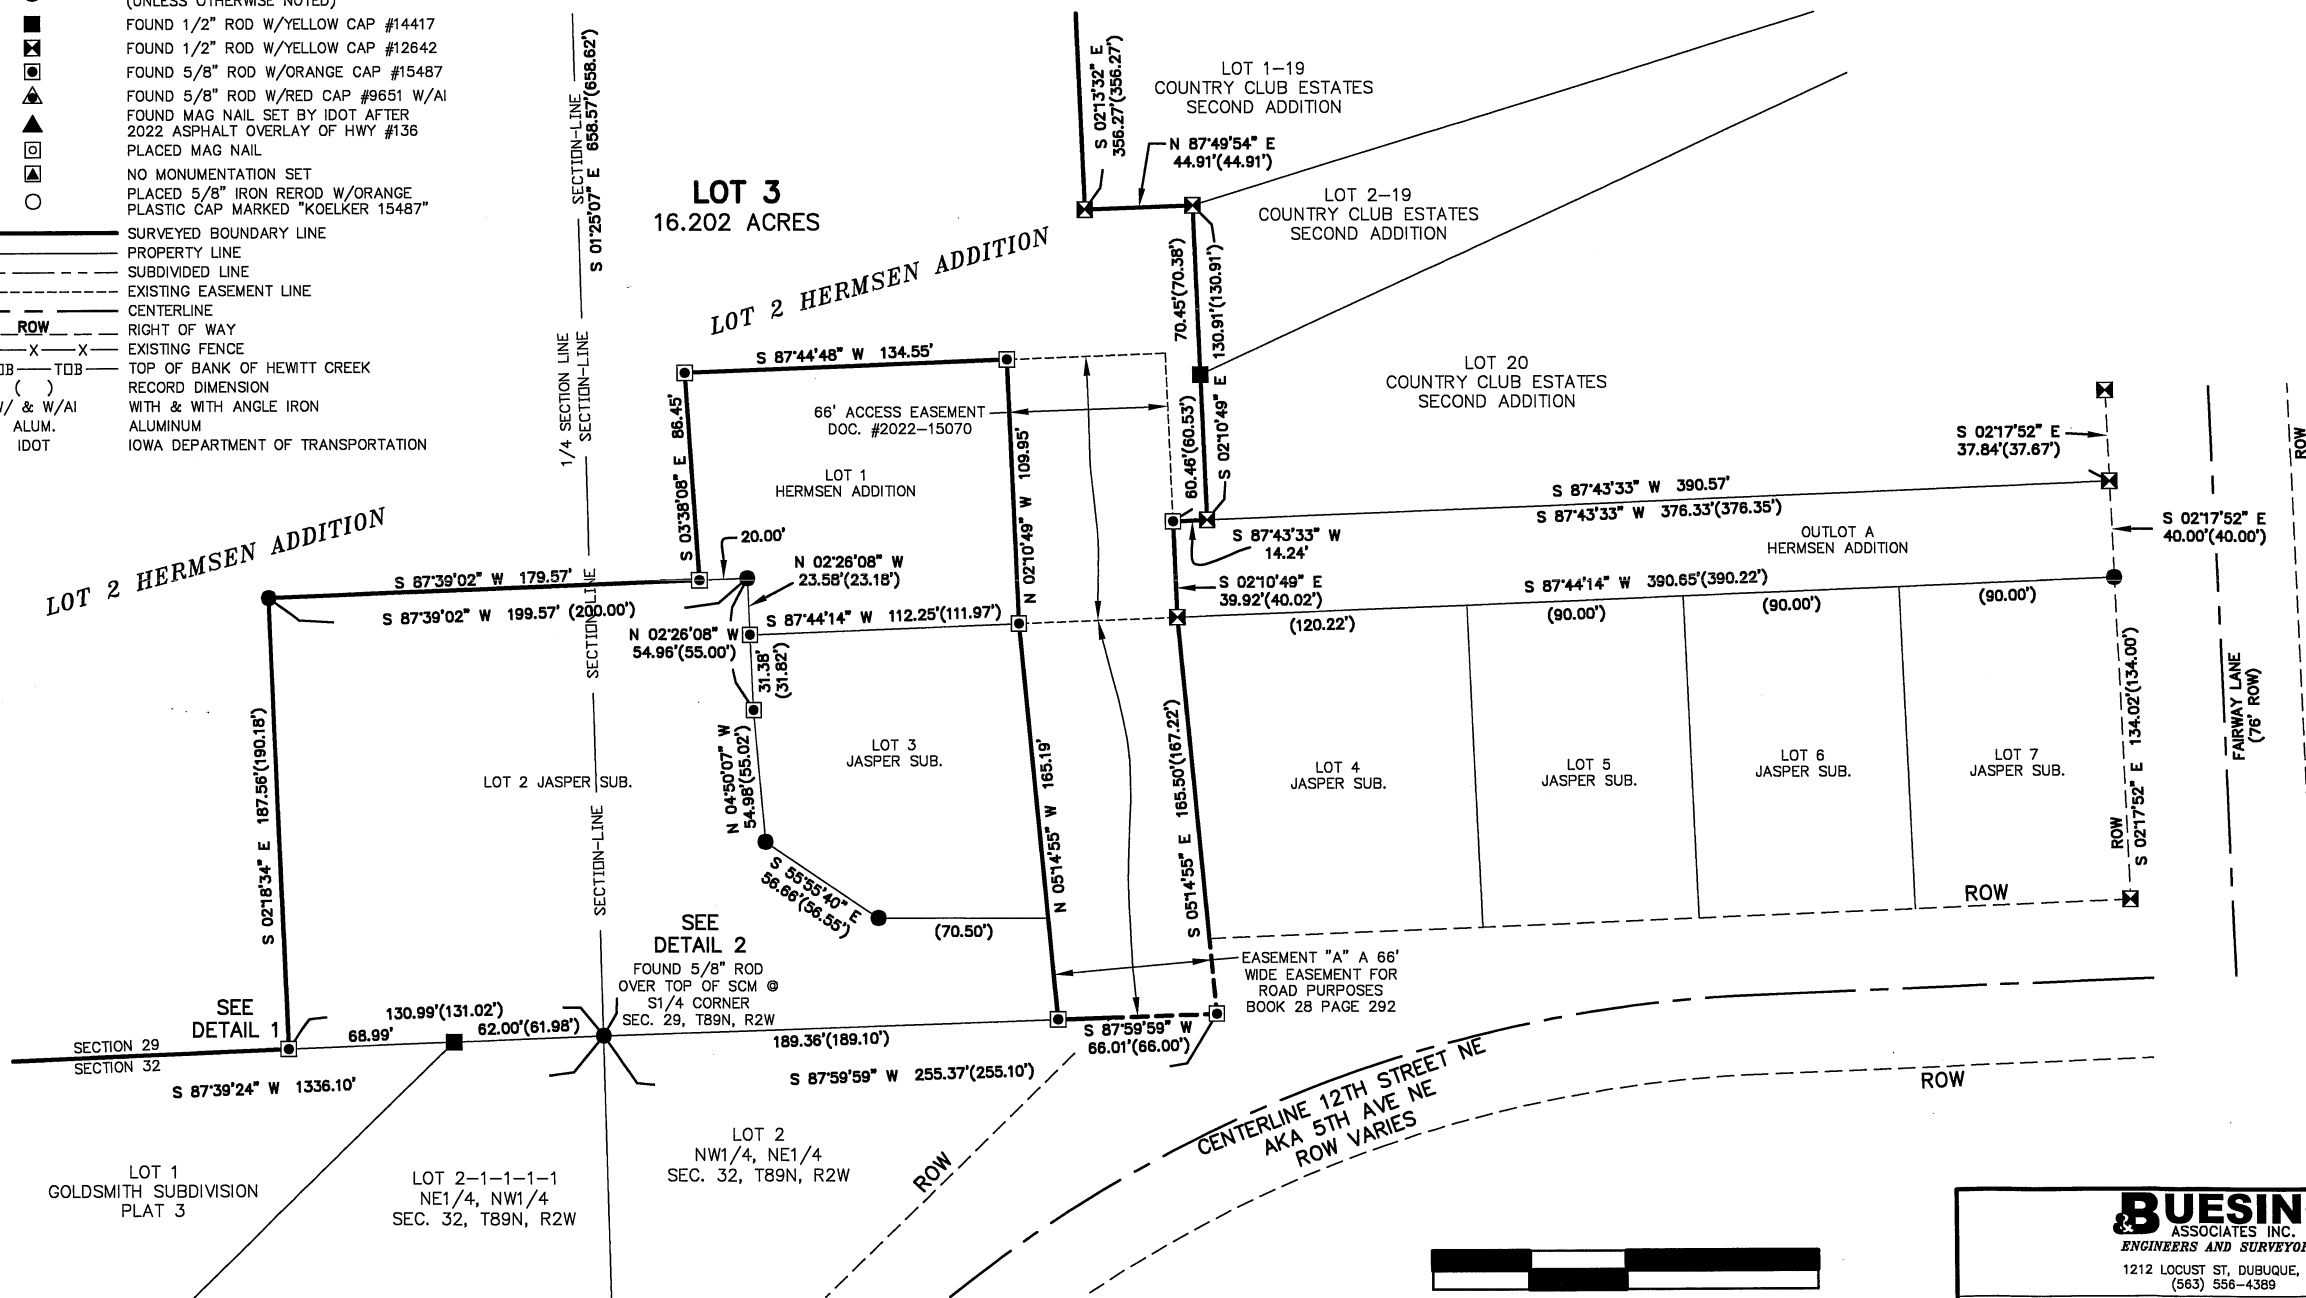 (UNLESS OTHERWISE NOTED)
FOUND 1/2" ROD W/YELLOW CAP #14417
FOUND 1/2" ROD W/YELLOW CAP #12642
FOUND 5/8" ROD W/ORANGE CAP #15487
FOUND 5/8" ROD W/RED CAP #9651 W/AI
FOUND MAG NAIL SET BY IDOT AFTER
2022 ASPHALT OVERLAY OF HWY #136
PLACED MAG NAIL
NO MONUMENTATION SET
PLACED 5/8" IRON REROD W/ORANGE
PLASTIC CAP MARKED "KOELKER 15487"
SURVEYED BOUNDARY LINE
PROPERTY LINE
SUBDIVIDED LINE
EXISTING EASEMENT LINE
CENTERLINE
ROW RIGHT OF WAY
X X EXISTING FENCE
TOB TOP OF BANK OF HEWITT CREEK
( ) RECORD DIMENSION
W/ & W/AI WITH & WITH ANGLE IRON
ALUM. ALUMINUM
IDOT IOWA DEPARTMENT OF TRANSPORTATION
SECTION-LINE
S 01°25'07" E 658.57'(658.62')
1/4 SECTION LINE
SECTION-LINE
SECTION-LINE
SECTION-LINE
LOT 3
16.202 ACRES
LOT 2 HERMSEN ADDITION
S 02°13'32" E
356.27'(356.27')
LOT 1-19
COUNTRY CLUB ESTATES
SECOND ADDITION
N 87°49'54" E
44.91'(44.91')
LOT 2-19
COUNTRY CLUB ESTATES
SECOND ADDITION
70.45'(70.38')
60.46'(60.53')
S 02°10'49" E 130.91'(130.91')
LOT 20
COUNTRY CLUB ESTATES
SECOND ADDITION
S 87°44'48" W 134.55'
S 03°38'08" E 86.45'
66' ACCESS EASEMENT
DOC. #2022-15070
LOT 1
HERMSEN ADDITION
N 02°10'49" W 109.95'
20.00'
N 02°26'08" W
23.58'(23.18')
S 87°43'33" W 390.57'
S 87°43'33" W 376.33'(376.35')
S 87°43'33" W
14.24'
OUTLOT A
HERMSEN ADDITION
S 02°17'52" E
37.84'(37.67')
S 02°17'52" E
40.00'(40.00')
ROW
S 02°10'49" E
39.92'(40.02')
S 87°44'14" W 390.65'(390.22')
(120.22')
(90.00')
(90.00')
(90.00')
LOT 2 HERMSEN ADDITION
S 87°39'02" W 179.57'
S 87°39'02" W 199.57' (200.00')
N 02°26'08" W
54.96'(55.00')
S 87°44'14" W 112.25'(111.97')
31.38'
(31.82')
S 02°18'34" E 187.56'(190.18')
LOT 2 JASPER SUB.
N 04°50'07" W
54.98'(55.02')
LOT 3
JASPER SUB.
N 05°14'55" W 165.19'
S 05°14'55" E 165.50'(167.22')
LOT 4
JASPER SUB.
LOT 5
JASPER SUB.
LOT 6
JASPER SUB.
LOT 7
JASPER SUB.
ROW
S 02°17'52" E 134.02'(134.00')
FAIRWAY LANE
(76' ROW)
ROW
S 55°55'40" E
56.66'(56.55')
(70.50')
SEE
DETAIL 2
FOUND 5/8" ROD
OVER TOP OF SCM @
S1/4 CORNER
SEC. 29, T89N, R2W
EASEMENT "A" A 66'
WIDE EASEMENT FOR
ROAD PURPOSES
BOOK 28 PAGE 292
SEE
DETAIL 1
130.99'(131.02')
68.99'
62.00'(61.98')
189.36'(189.10')
S 87°59'59" W
66.01'(66.00')
S 87°59'59" W 255.37'(255.10')
SECTION 29
SECTION 32
S 87°39'24" W 1336.10'
CENTERLINE 12TH STREET NE
AKA 5TH AVE NE
ROW VARIES
ROW
ROW
LOT 1
GOLDSMITH SUBDIVISION
PLAT 3
LOT 2-1-1-1-1
NE1/4, NW1/4
SEC. 32, T89N, R2W
LOT 2
NW1/4, NE1/4
SEC. 32, T89N, R2W
BUESIN
& ASSOCIATES INC.
ENGINEERS AND SURVEYO
1212 LOCUST ST, DUBUQUE,
(563) 556-4389